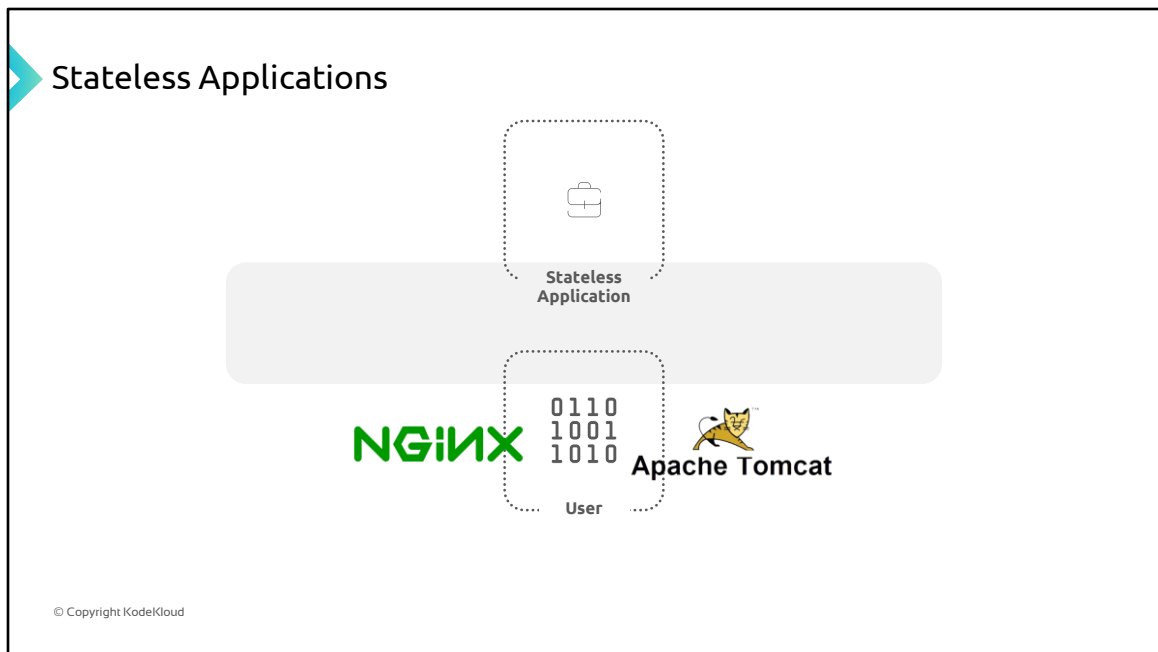 Stateless Applications
Stateless
Application
NGINX
0110
1001
1010
Apache Tomcat
User
© Copyright KodeKloud